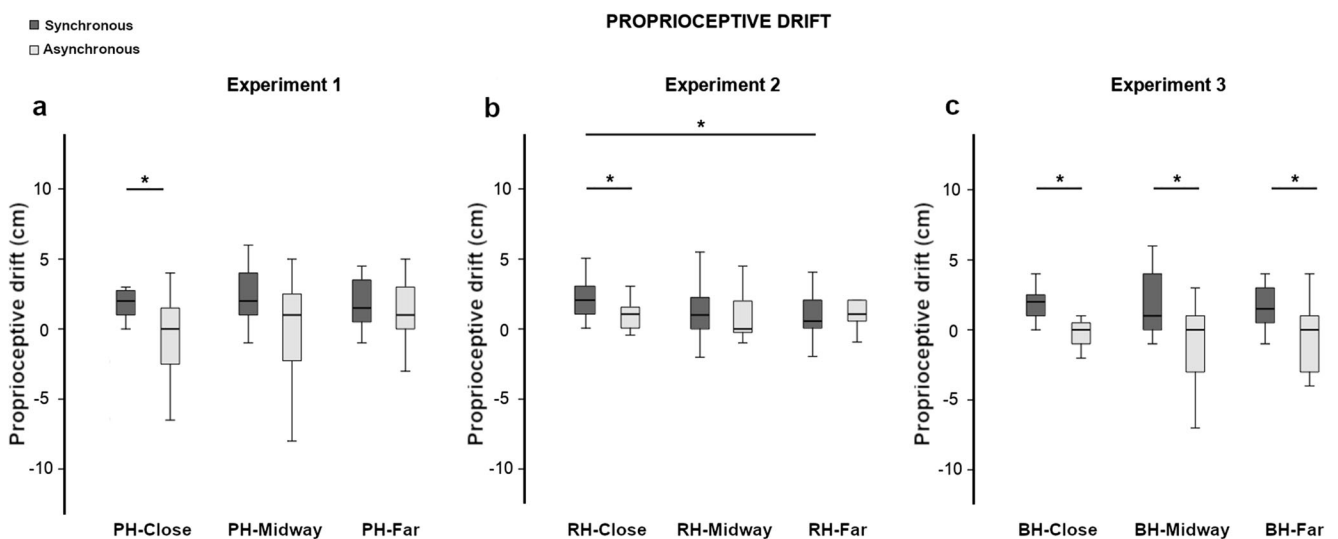 PROPRIOCEPTIVE DRIFT
Synchronous
Asynchronous
Experiment 1
a
*
Proprioceptive drift (cm)
10
5
0
-5
-10
PH-Close PH-Midway PH-Far
Experiment 2
b
*
*
Proprioceptive drift (cm)
10
5
0
-5
-10
RH-Close RH-Midway RH-Far
Experiment 3
c
* * *
Proprioceptive drift (cm)
10
5
0
-5
-10
BH-Close BH-Midway BH-Far